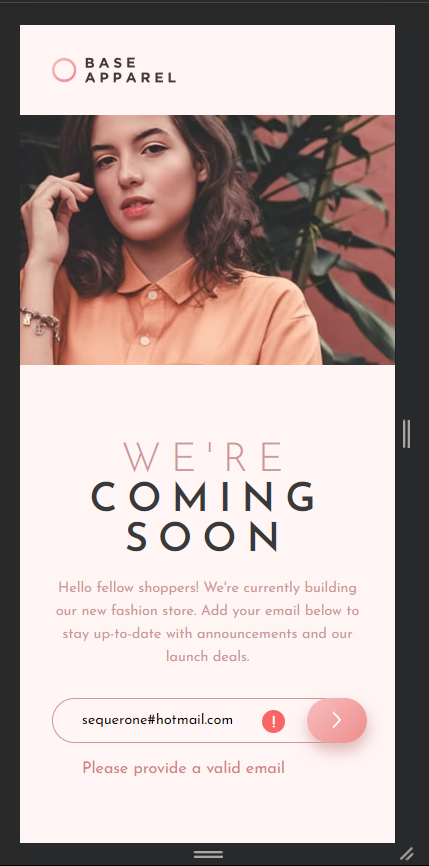 BASE
APPAREL
WE'RE
COMING
SOON
Hello fellow shoppers! We're currently building
our new fashion store. Add your email below to
stay up-to-date with announcements and our
launch deals.
sequerone#hotmail.com !
Please provide a valid email